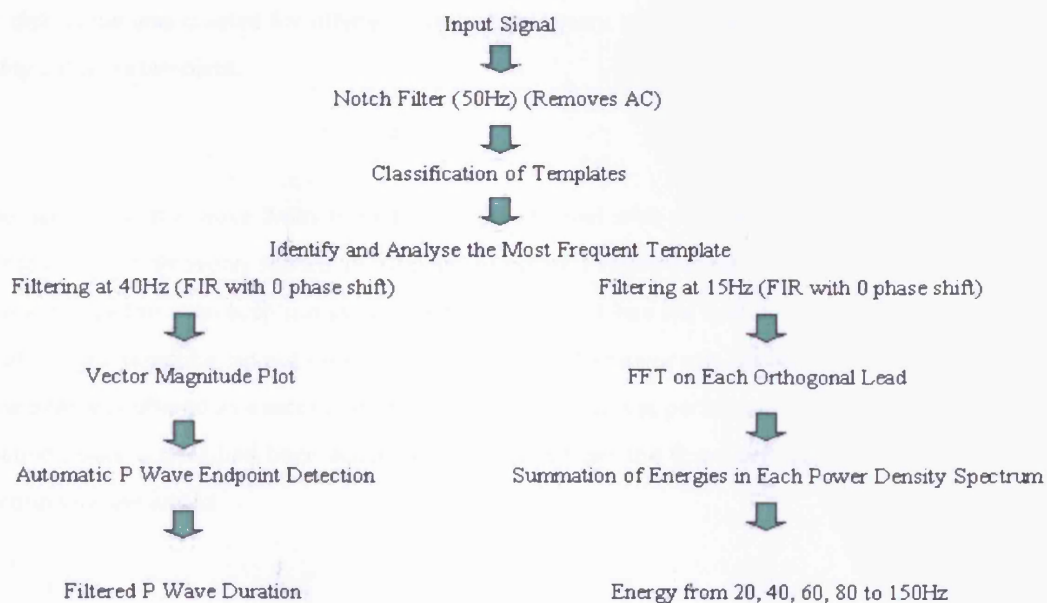 Input Signal
Notch Filter (50Hz) (Removes AC)
Classification of Templates
Identify and Analyse the Most Frequent Template
Filtering at 40Hz (FIR with 0 phase shift)
Filtering at 15Hz (FIR with 0 phase shift)
Vector Magnitude Plot
FFT on Each Orthogonal Lead
Automatic P Wave Endpoint Detection
Summation of Energies in Each Power Density Spectrum
Filtered P Wave Duration
Energy from 20, 40, 60, 80 to 150Hz